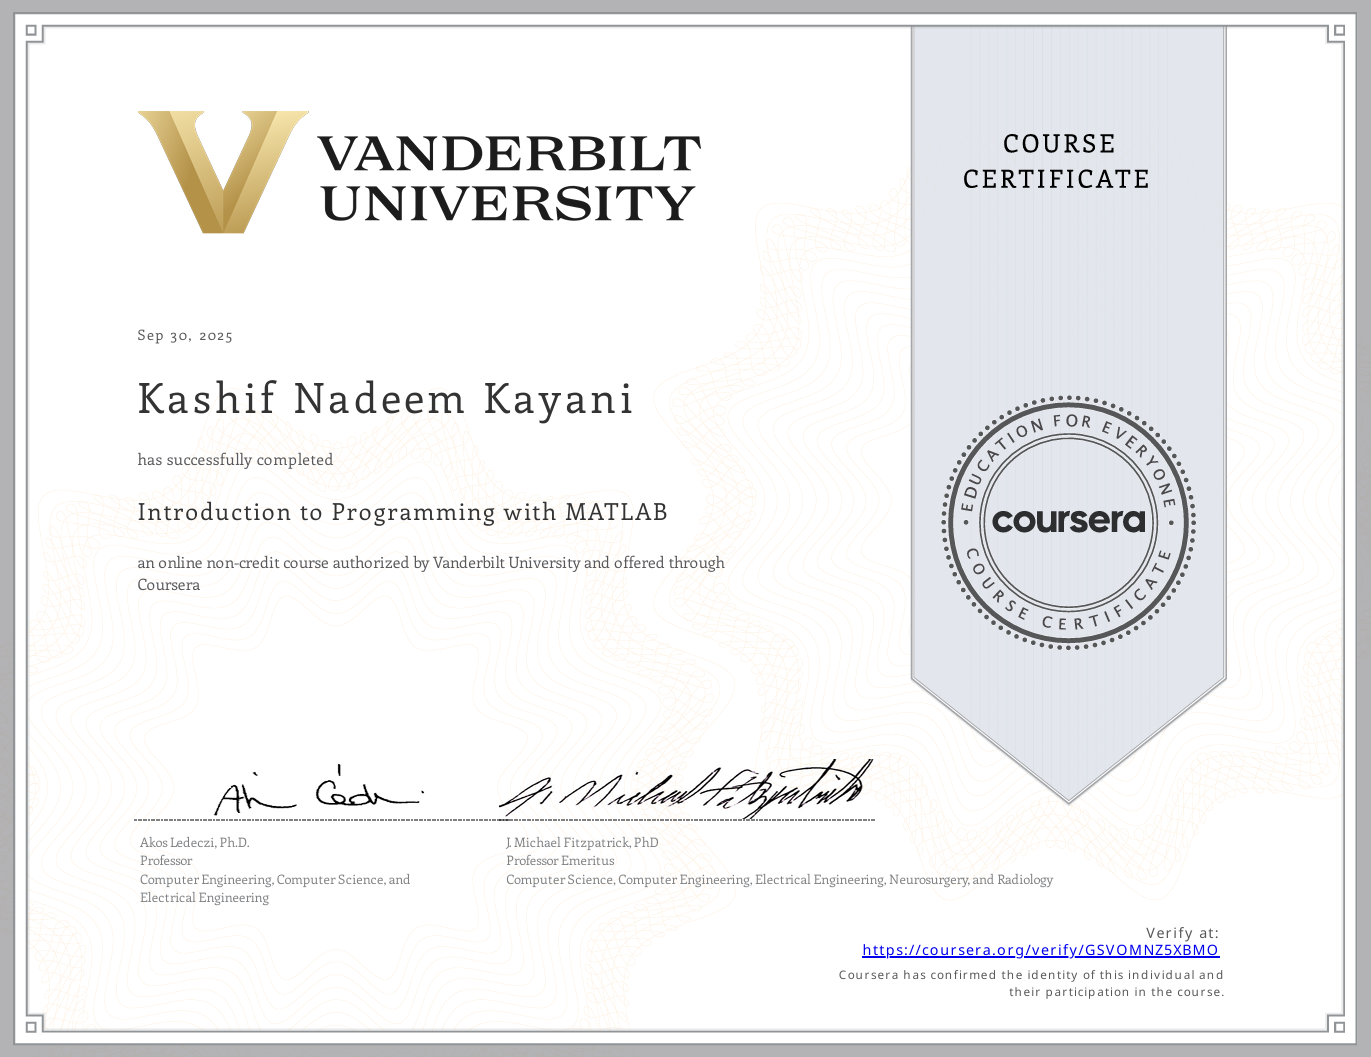 VANDERBILT
UNIVERSITY
COURSE
CERTIFICATE
Sep 30, 2025
Kashif Nadeem Kayani
has successfully completed
Introduction to Programming with MATLAB
an online non-credit course authorized by Vanderbilt University and offered through
Coursera
EDUCATION FOR EVERYONE
coursera
COURSE CERTIFICATE
J. Michael Fitzpatrick
Akos Ledeczi, Ph.D.
Professor
Computer Engineering, Computer Science, and
Electrical Engineering
J. Michael Fitzpatrick, PhD
Professor Emeritus
Computer Science, Computer Engineering, Electrical Engineering, Neurosurgery, and Radiology
Verify at:
https://coursera.org/verify/GSVOMNZ5XBMO
Coursera has confirmed the identity of this individual and
their participation in the course.